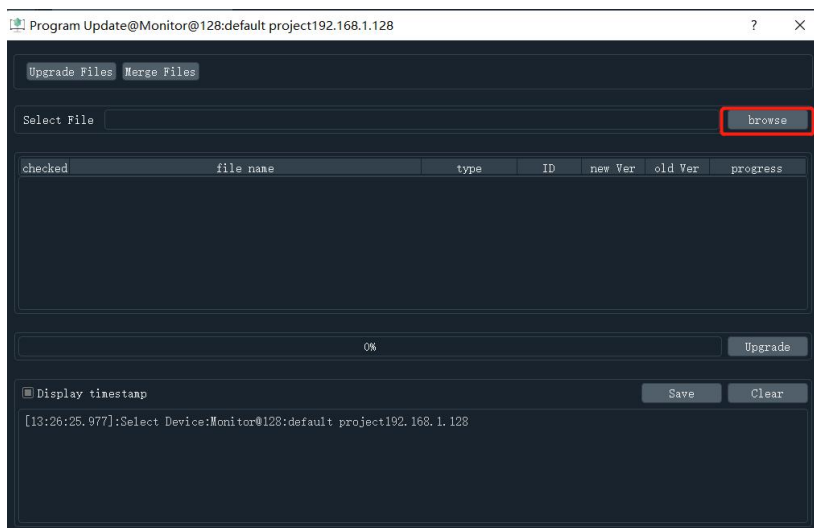 Program Update@Monitor@128:default project192.168.1.128 ?
Upgrade Files Merge Files
Select File browse
checked file name type ID new Ver old Ver progress
0% Upgrade
Display timestamp Save Clear
[13:26:25.977]:Select Device:Monitor@128:default project192.168.1.128